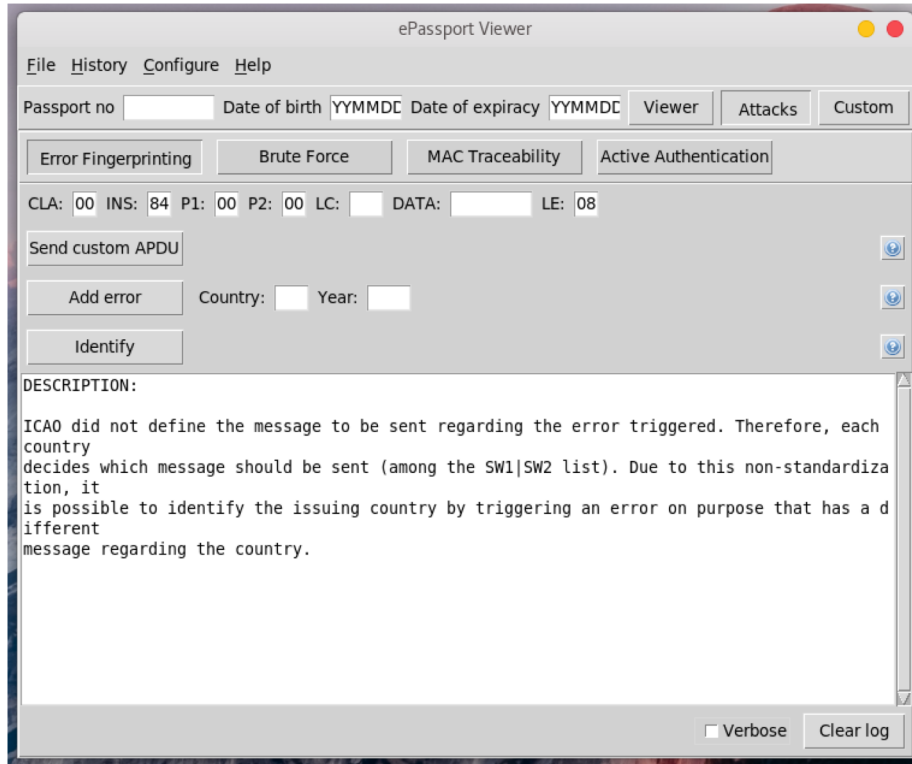 ePassport Viewer
File History Configure Help
Passport no Date of birth YYMMDD Date of expiracy YYMMDD Viewer Attacks Custom
Error Fingerprinting Brute Force MAC Traceability Active Authentication
CLA: 00 INS: 84 P1: 00 P2: 00 LC: DATA: LE: 08
Send custom APDU
Add error Country: Year:
Identify
DESCRIPTION:
ICAO did not define the message to be sent regarding the error triggered. Therefore, each
country
decides which message should be sent (among the SW1|SW2 list). Due to this non-standardiza
tion, it
is possible to identify the issuing country by triggering an error on purpose that has a d
ifferent
message regarding the country.
Verbose Clear log